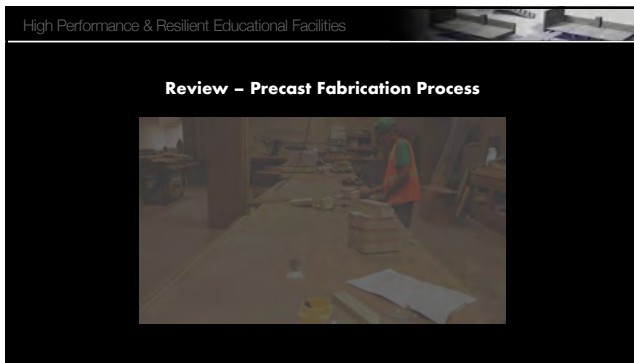 High Performance & Resilient Educational Facilities
Review – Precast Fabrication Process